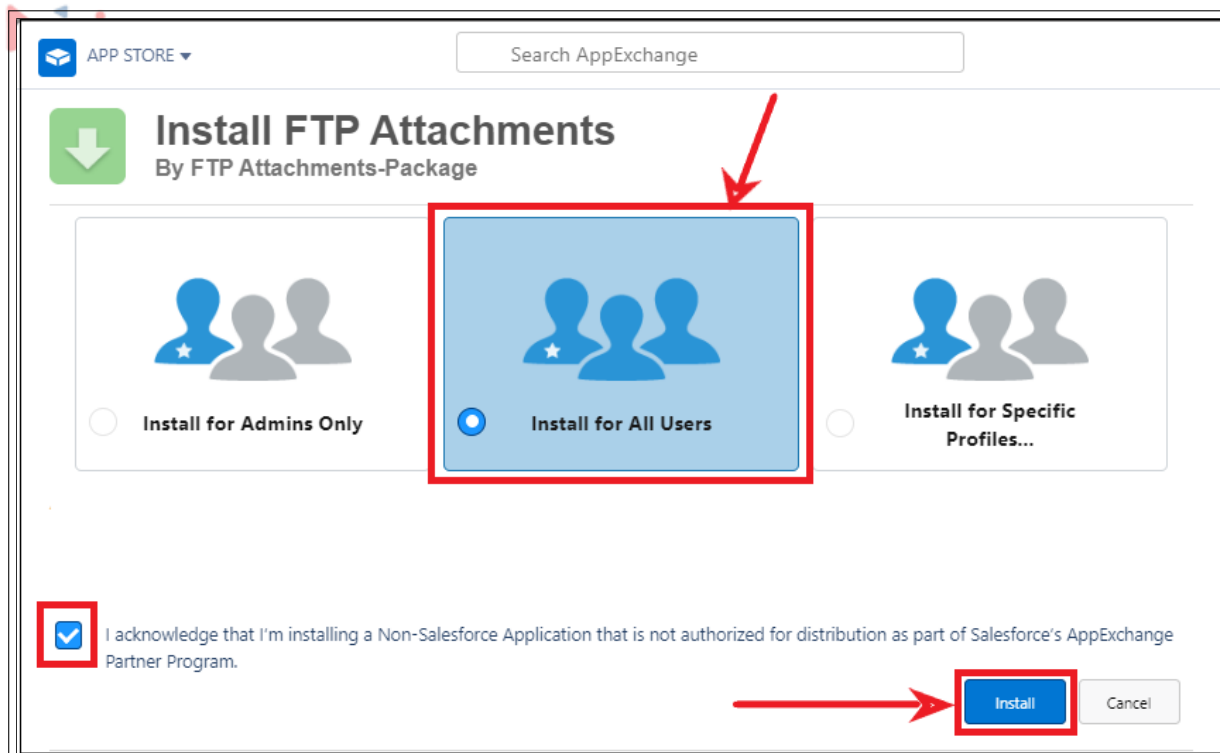 APP STORE
Search AppExchange
Install FTP Attachments
By FTP Attachments-Package
Install for Admins Only
Install for All Users
Install for Specific
Profiles...
I acknowledge that I'm installing a Non-Salesforce Application that is not authorized for distribution as part of Salesforce's AppExchange
Partner Program.
Install
Cancel